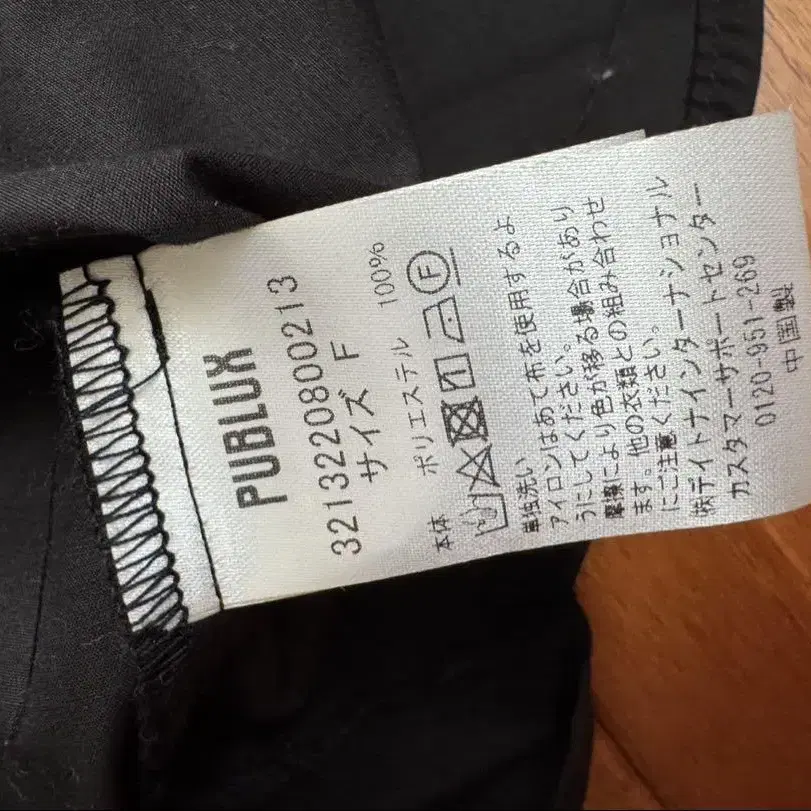 PUBLUX
3213220800213
サイズ F
本体 ポリエステル 100%
F
単独洗い
アイロンはあて布を使用するよ
うにしてください。
摩擦により色が移る場合があり
ます。他の衣類との組み合わせ
にご注意ください。
㈱デイトナインターナショナル
カスタマーサポートセンター
0120-951-269
中国製